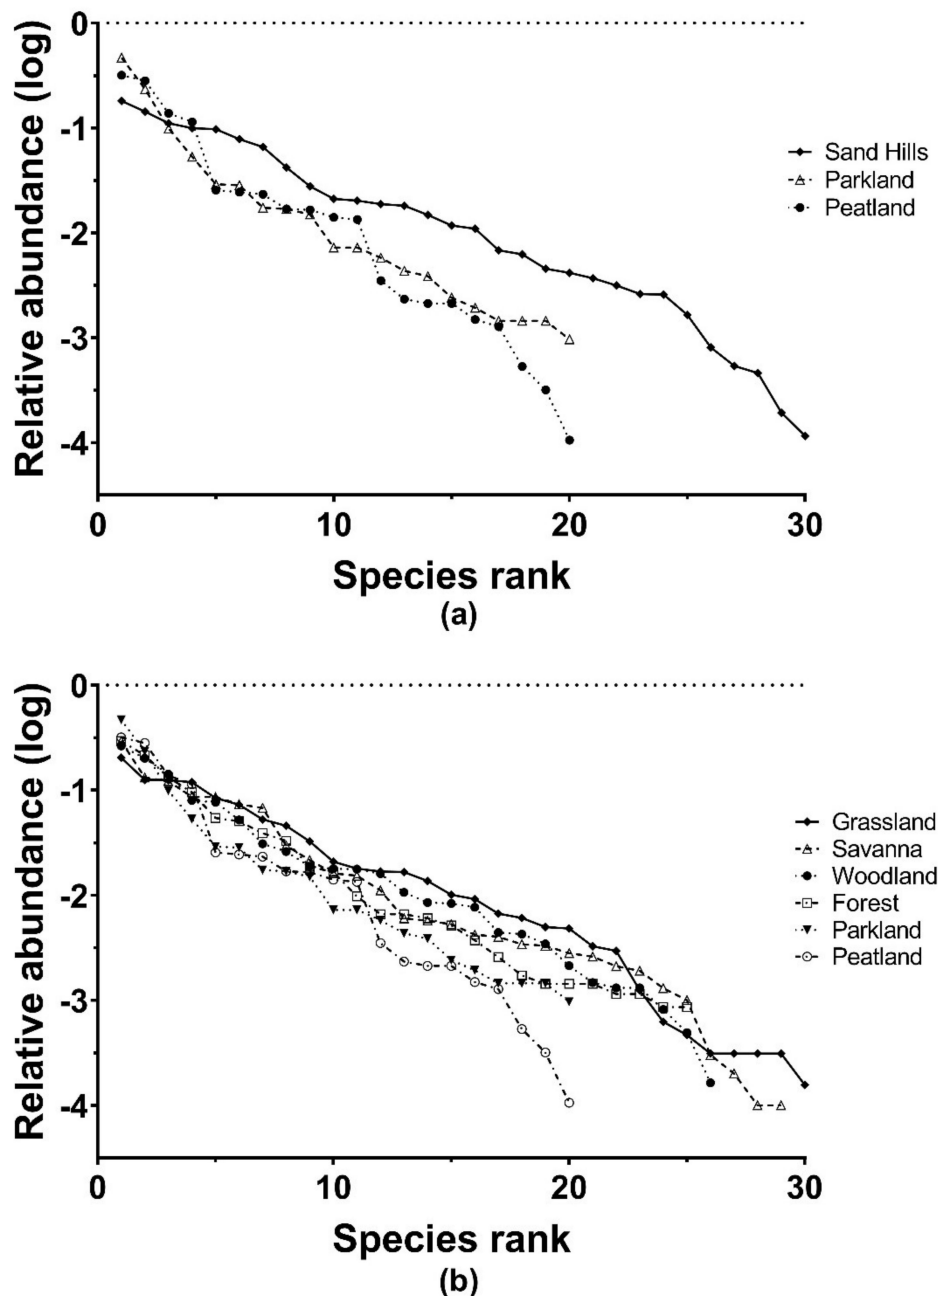 0
-1
-2
-3
-4
Relative abundance (log)
0
10
20
30
Species rank
(a)
Sand Hills
Parkland
Peatland
0
-1
-2
-3
-4
Relative abundance (log)
0
10
20
30
Species rank
(b)
Grassland
Savanna
Woodland
Forest
Parkland
Peatland